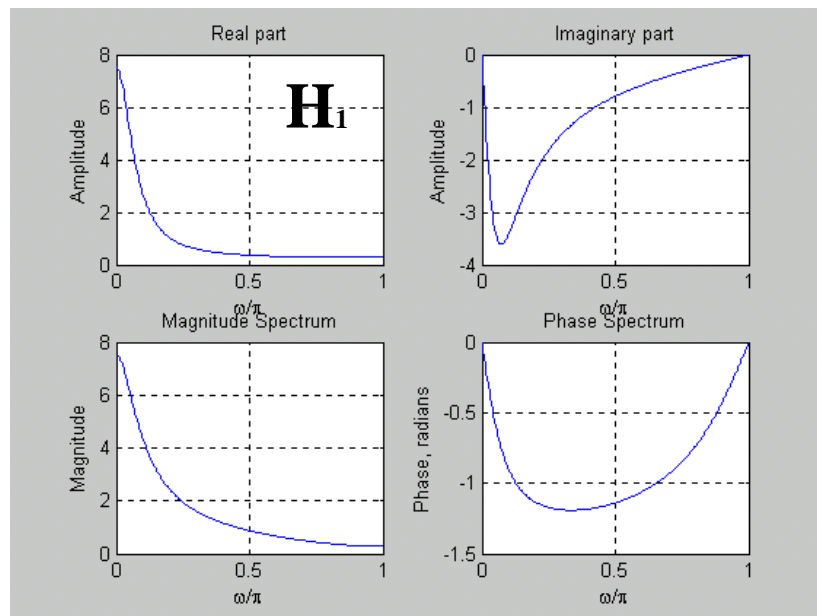 Real part
8
6
4
2
0
0
0.5
1
Amplitude
ω/π
H₁
Imaginary part
0
-1
-2
-3
-4
0
0.5
1
Amplitude
ω/π
Magnitude Spectrum
8
6
4
2
0
0
0.5
1
Magnitude
ω/π
Phase Spectrum
0
-0.5
-1
-1.5
0
0.5
1
Phase, radians
ω/π